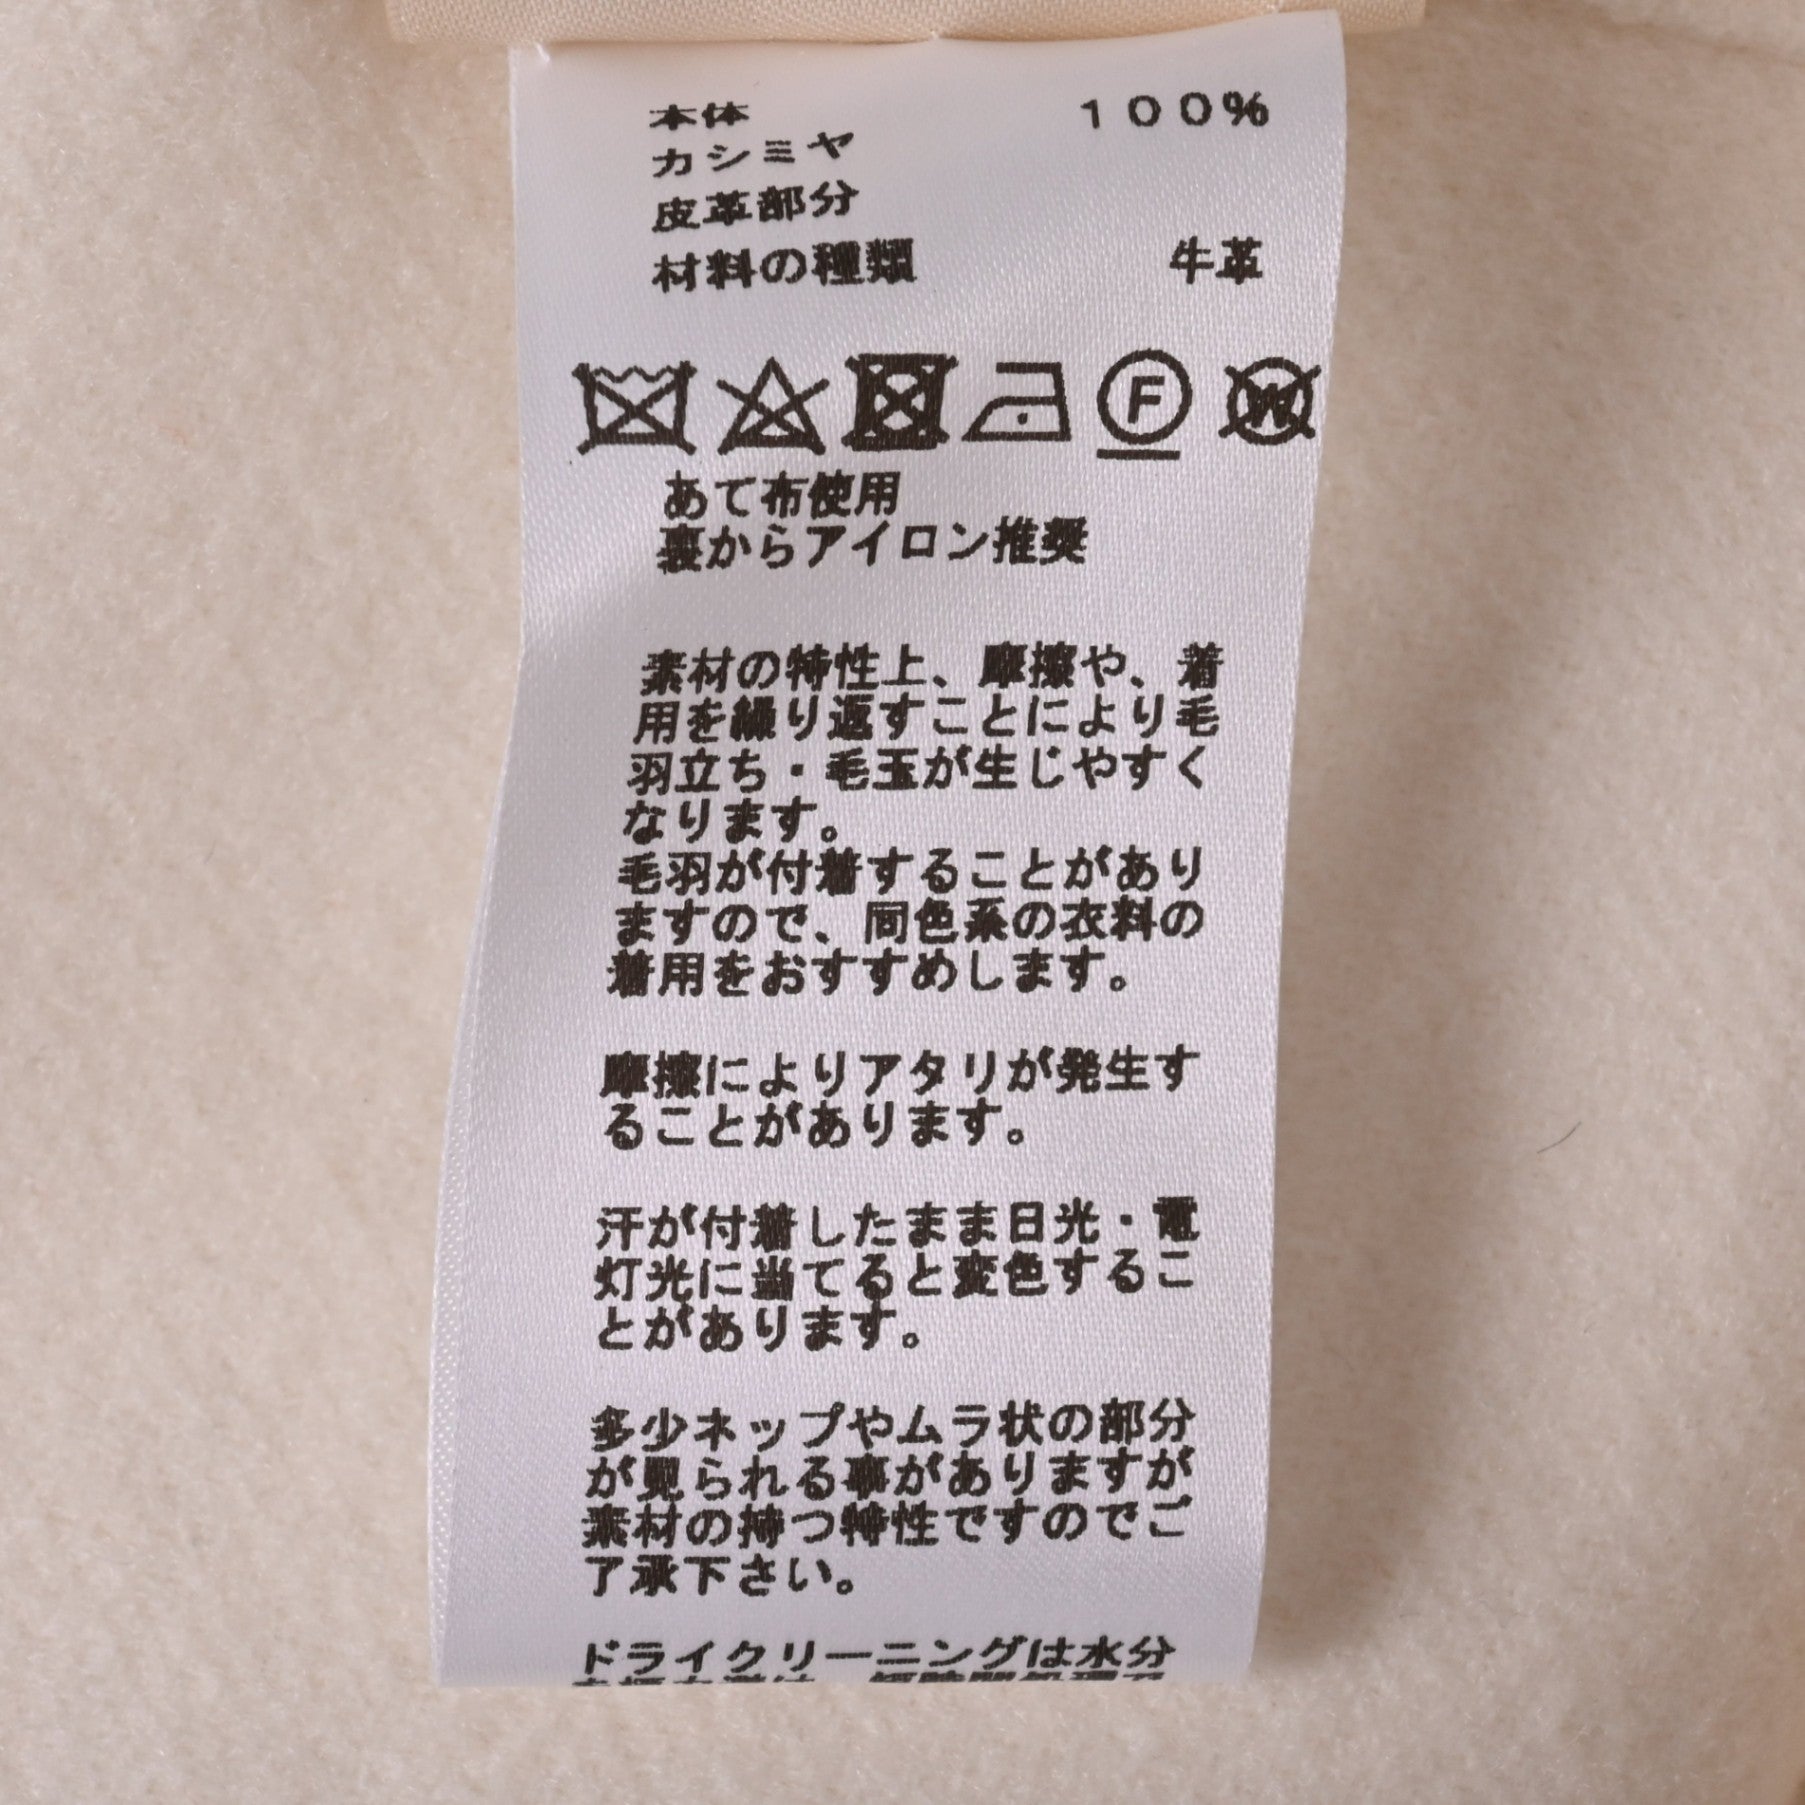 本体 １００％
カシミヤ
皮革部分
材料の種類 牛革
F W
あて布使用
裏からアイロン推奨
素材の特性上、摩擦や、着
用を繰り返すことにより毛
羽立ち・毛玉が生じやすく
なります。
毛羽が付着することがあり
ますので、同色系の衣料の
着用をおすすめします。
摩擦によりアタリが発生す
ることがあります。
汗が付着したまま日光・電
灯光に当てると変色するこ
とがあります。
多少ネップやムラ状の部分
が見られる事がありますが
素材の持つ特性ですのでご
了承下さい。
ドライクリーニングは水分